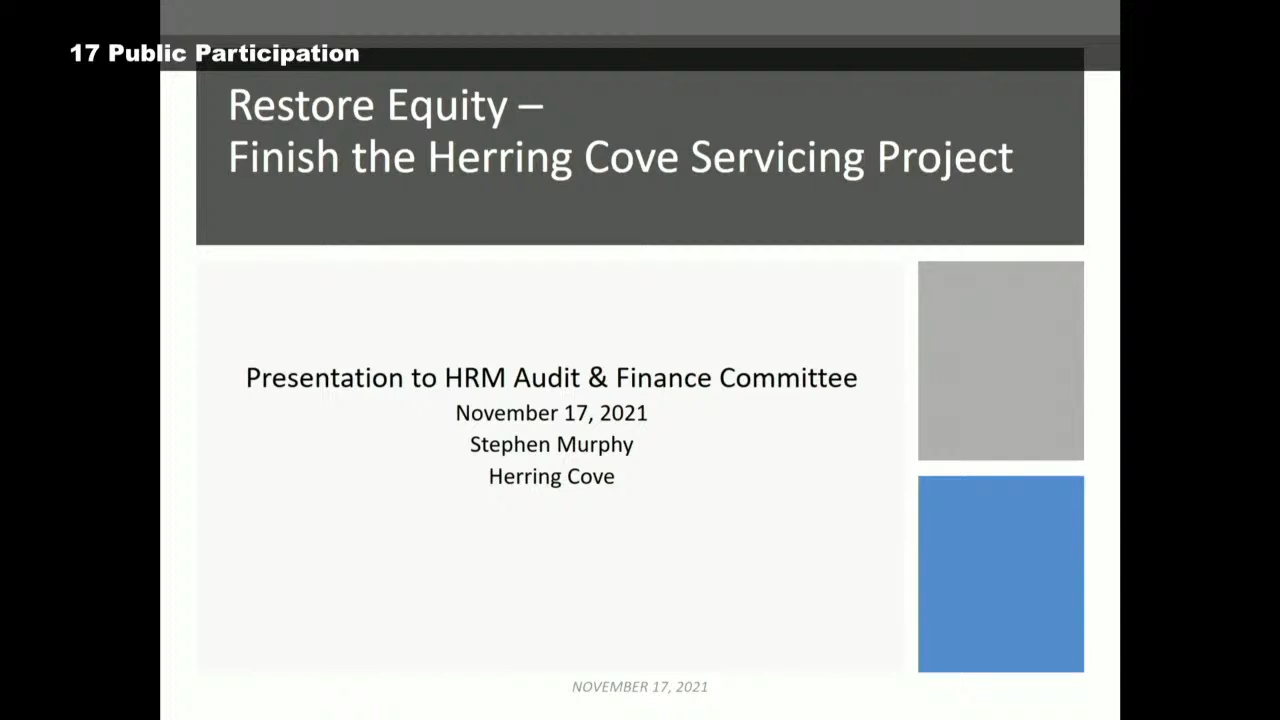 17 Public Participation
Restore Equity –
Finish the Herring Cove Servicing Project
Presentation to HRM Audit & Finance Committee
November 17, 2021
Stephen Murphy
Herring Cove
NOVEMBER 17, 2021